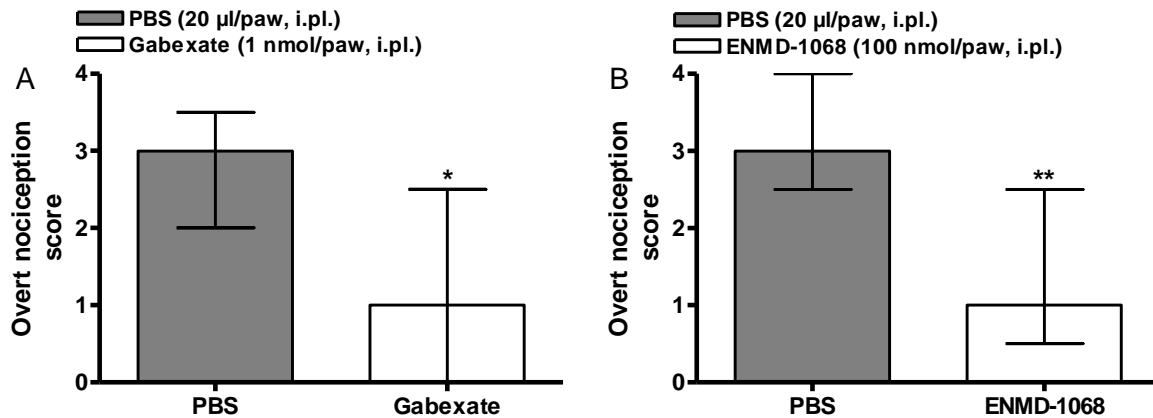 PBS (20 µl/paw, i.pl.)
Gabexate (1 nmol/paw, i.pl.)
A
Overt nociception
score
4
3
2
1
0
*
PBS
Gabexate
PBS (20 µl/paw, i.pl.)
ENMD-1068 (100 nmol/paw, i.pl.)
B
Overt nociception
score
4
3
2
1
0
**
PBS
ENMD-1068